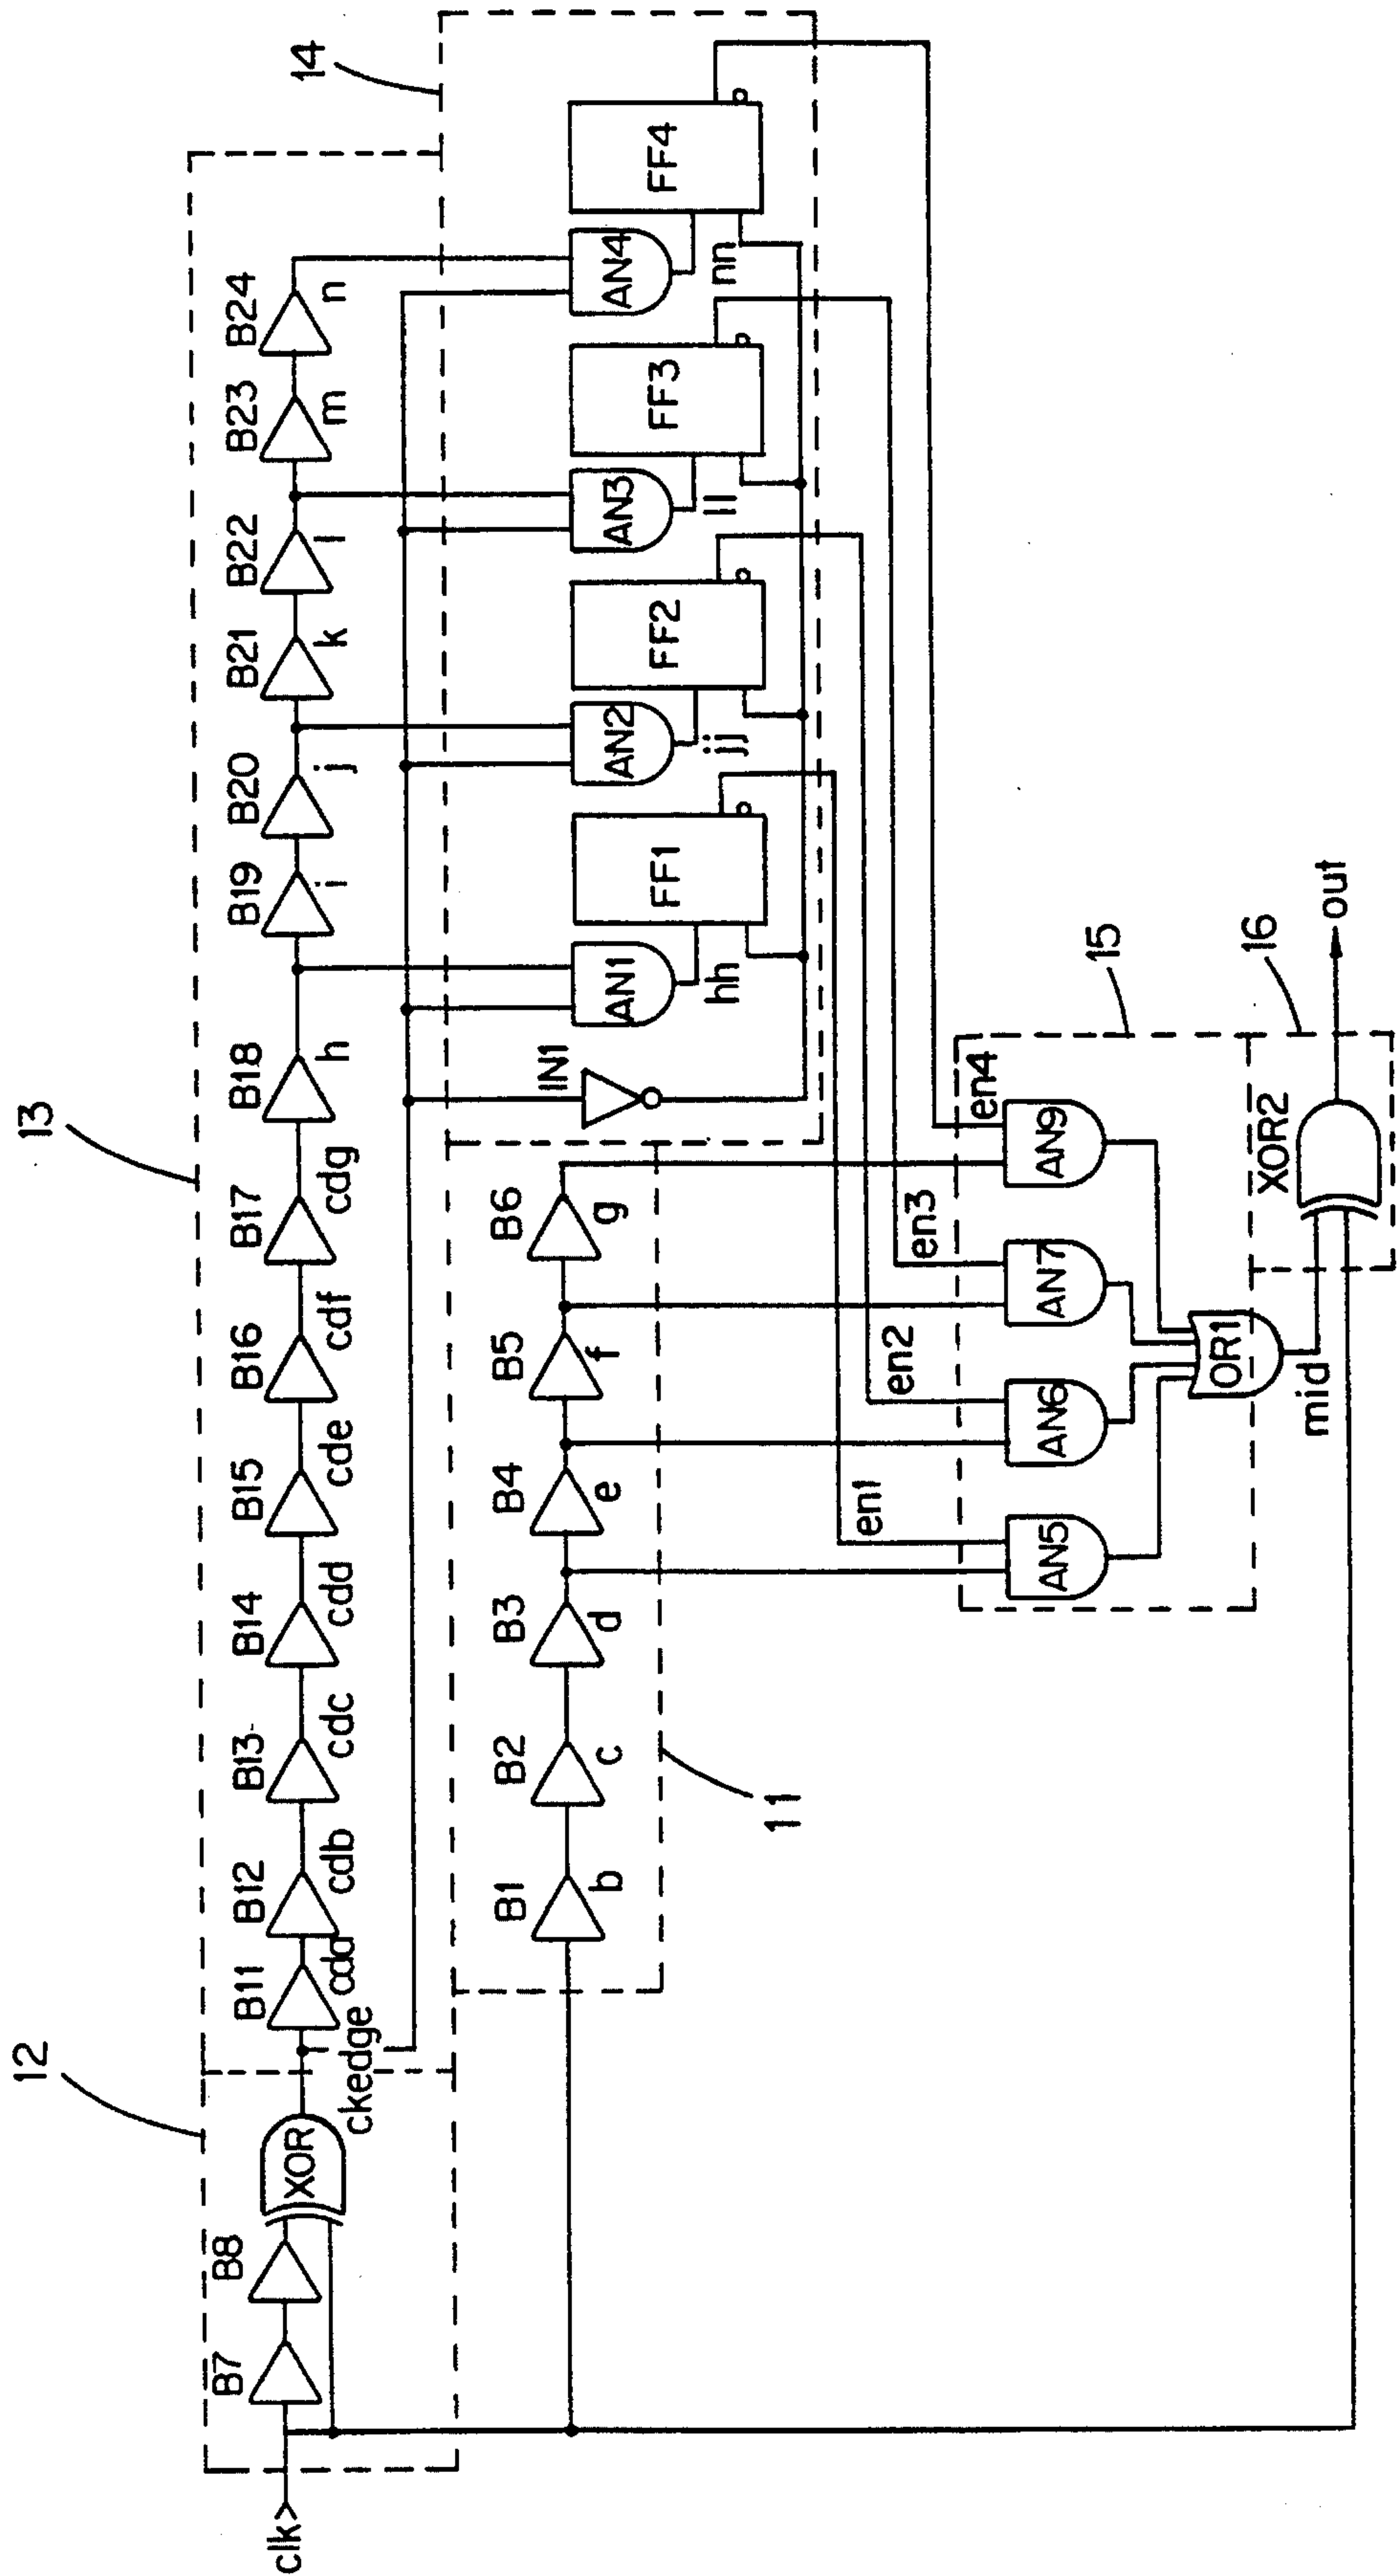 12
13
14
clk>
B7
B8
XOR
ckedge
B11
cda
B12
cdb
B13
cdc
B14
cdd
B15
cde
B16
cdf
B17
cdg
B18
h
B19
i
B20
j
B21
k
B22
l
B23
m
B24
n
IN1
AN1
hh
FF1
AN2
jj
FF2
AN3
ll
FF3
AN4
nn
FF4
B1
b
B2
c
B3
d
B4
e
B5
f
B6
g
11
en1
en2
en3
en4
AN5
AN6
AN7
AN9
15
OR1
mid
XOR2
16
out